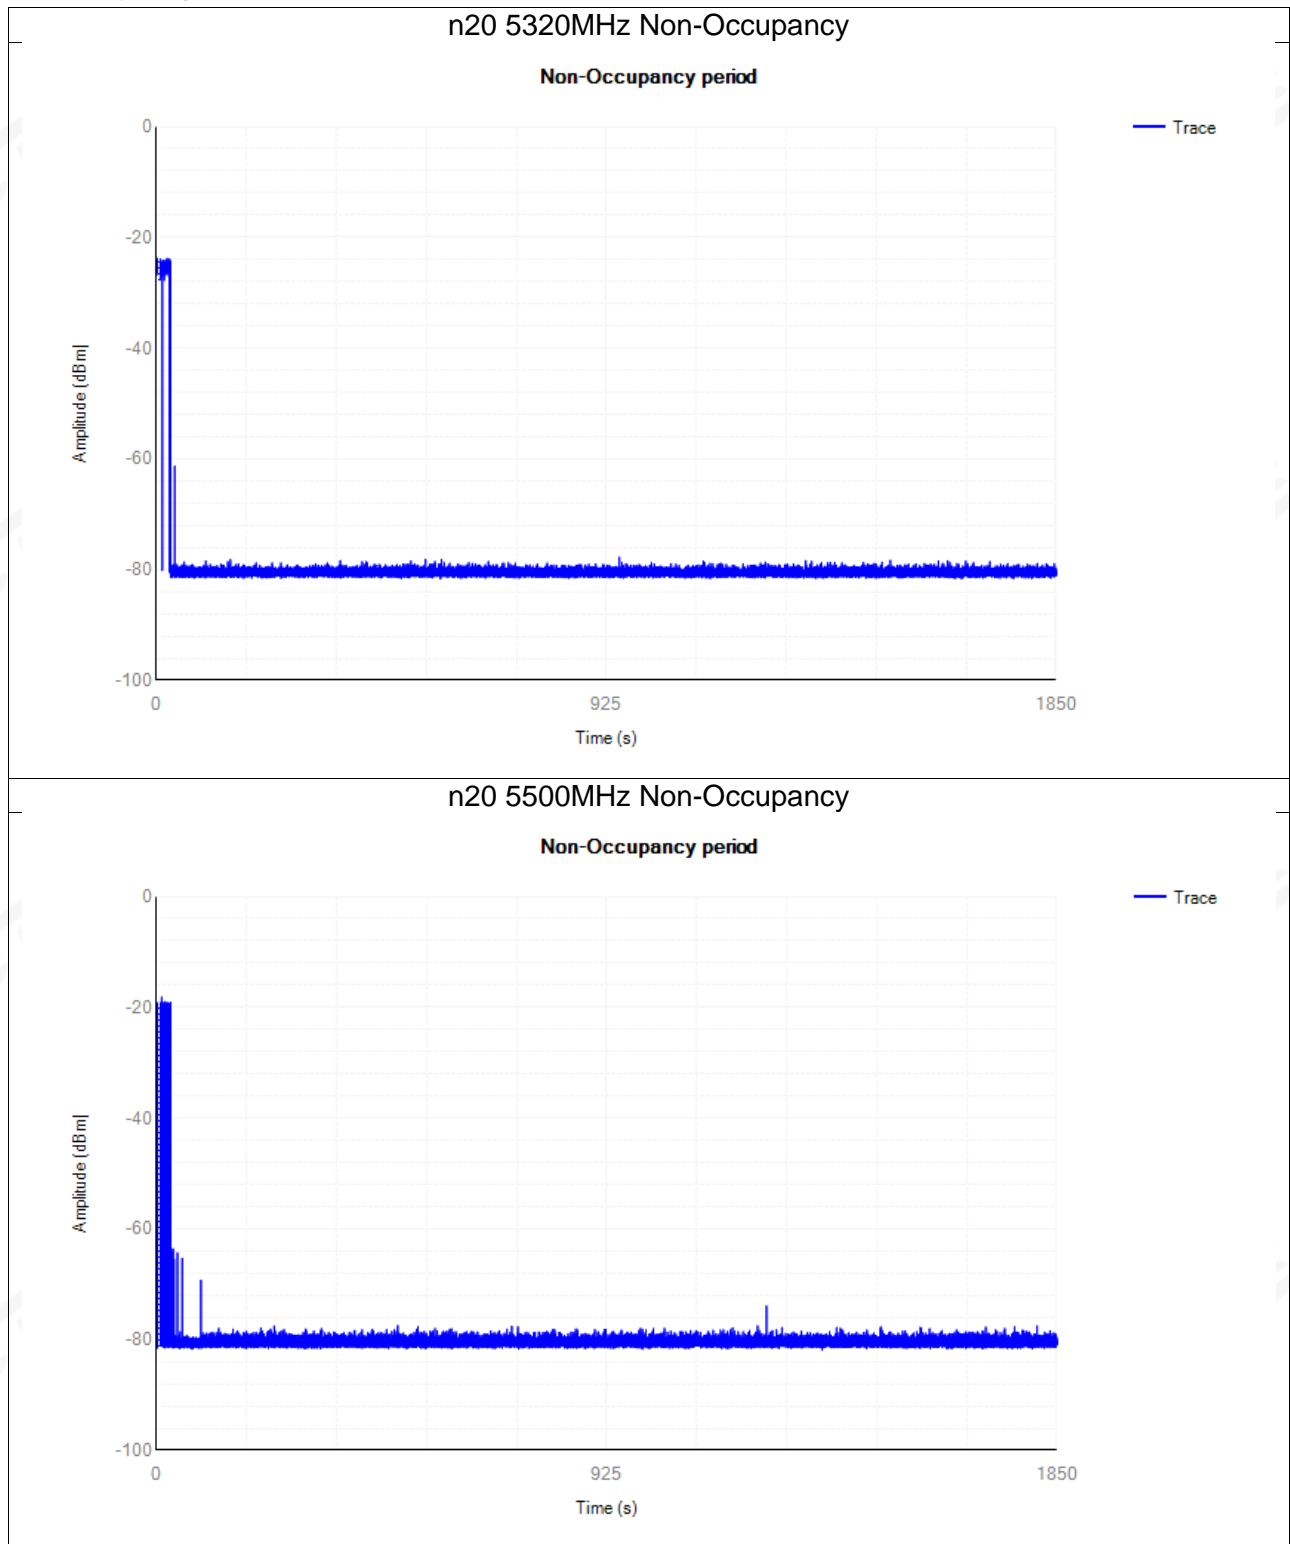 n20 5320MHz Non-Occupancy
Non-Occupancy period
0
Trace
-20
-40
-60
-80
-100
Amplitude [dBm]
0 925 1850
Time (s)
n20 5500MHz Non-Occupancy
Non-Occupancy period
0
Trace
-20
-40
-60
-80
-100
Amplitude [dBm]
0 925 1850
Time (s)